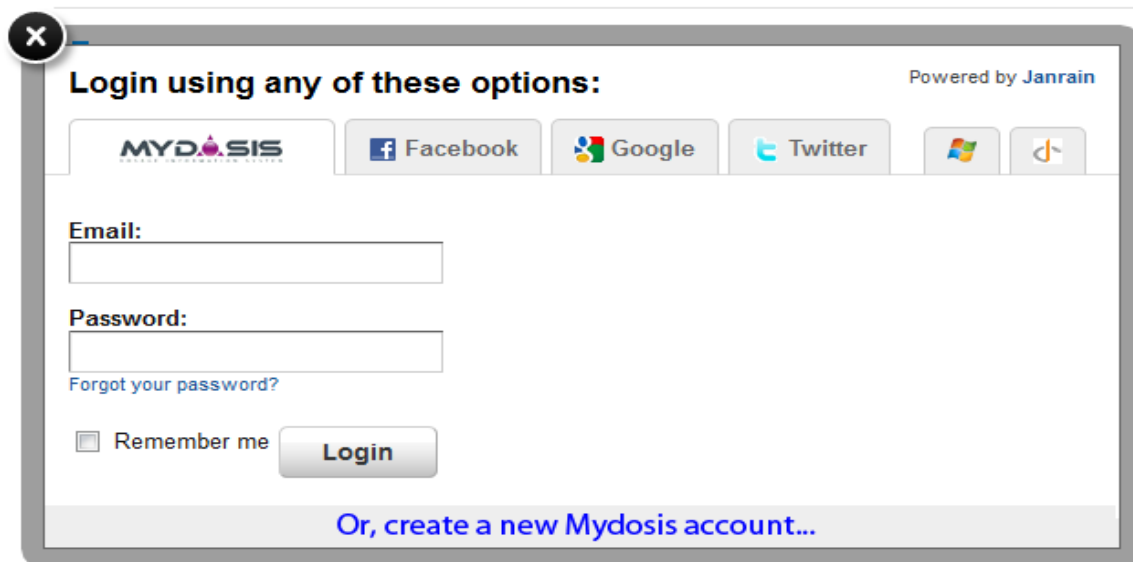 Login using any of these options:
Powered by Janrain
MYDOSIS
Facebook
Google
Twitter
Email:
Password:
Forgot your password?
Remember me
Login
Or, create a new Mydosis account...